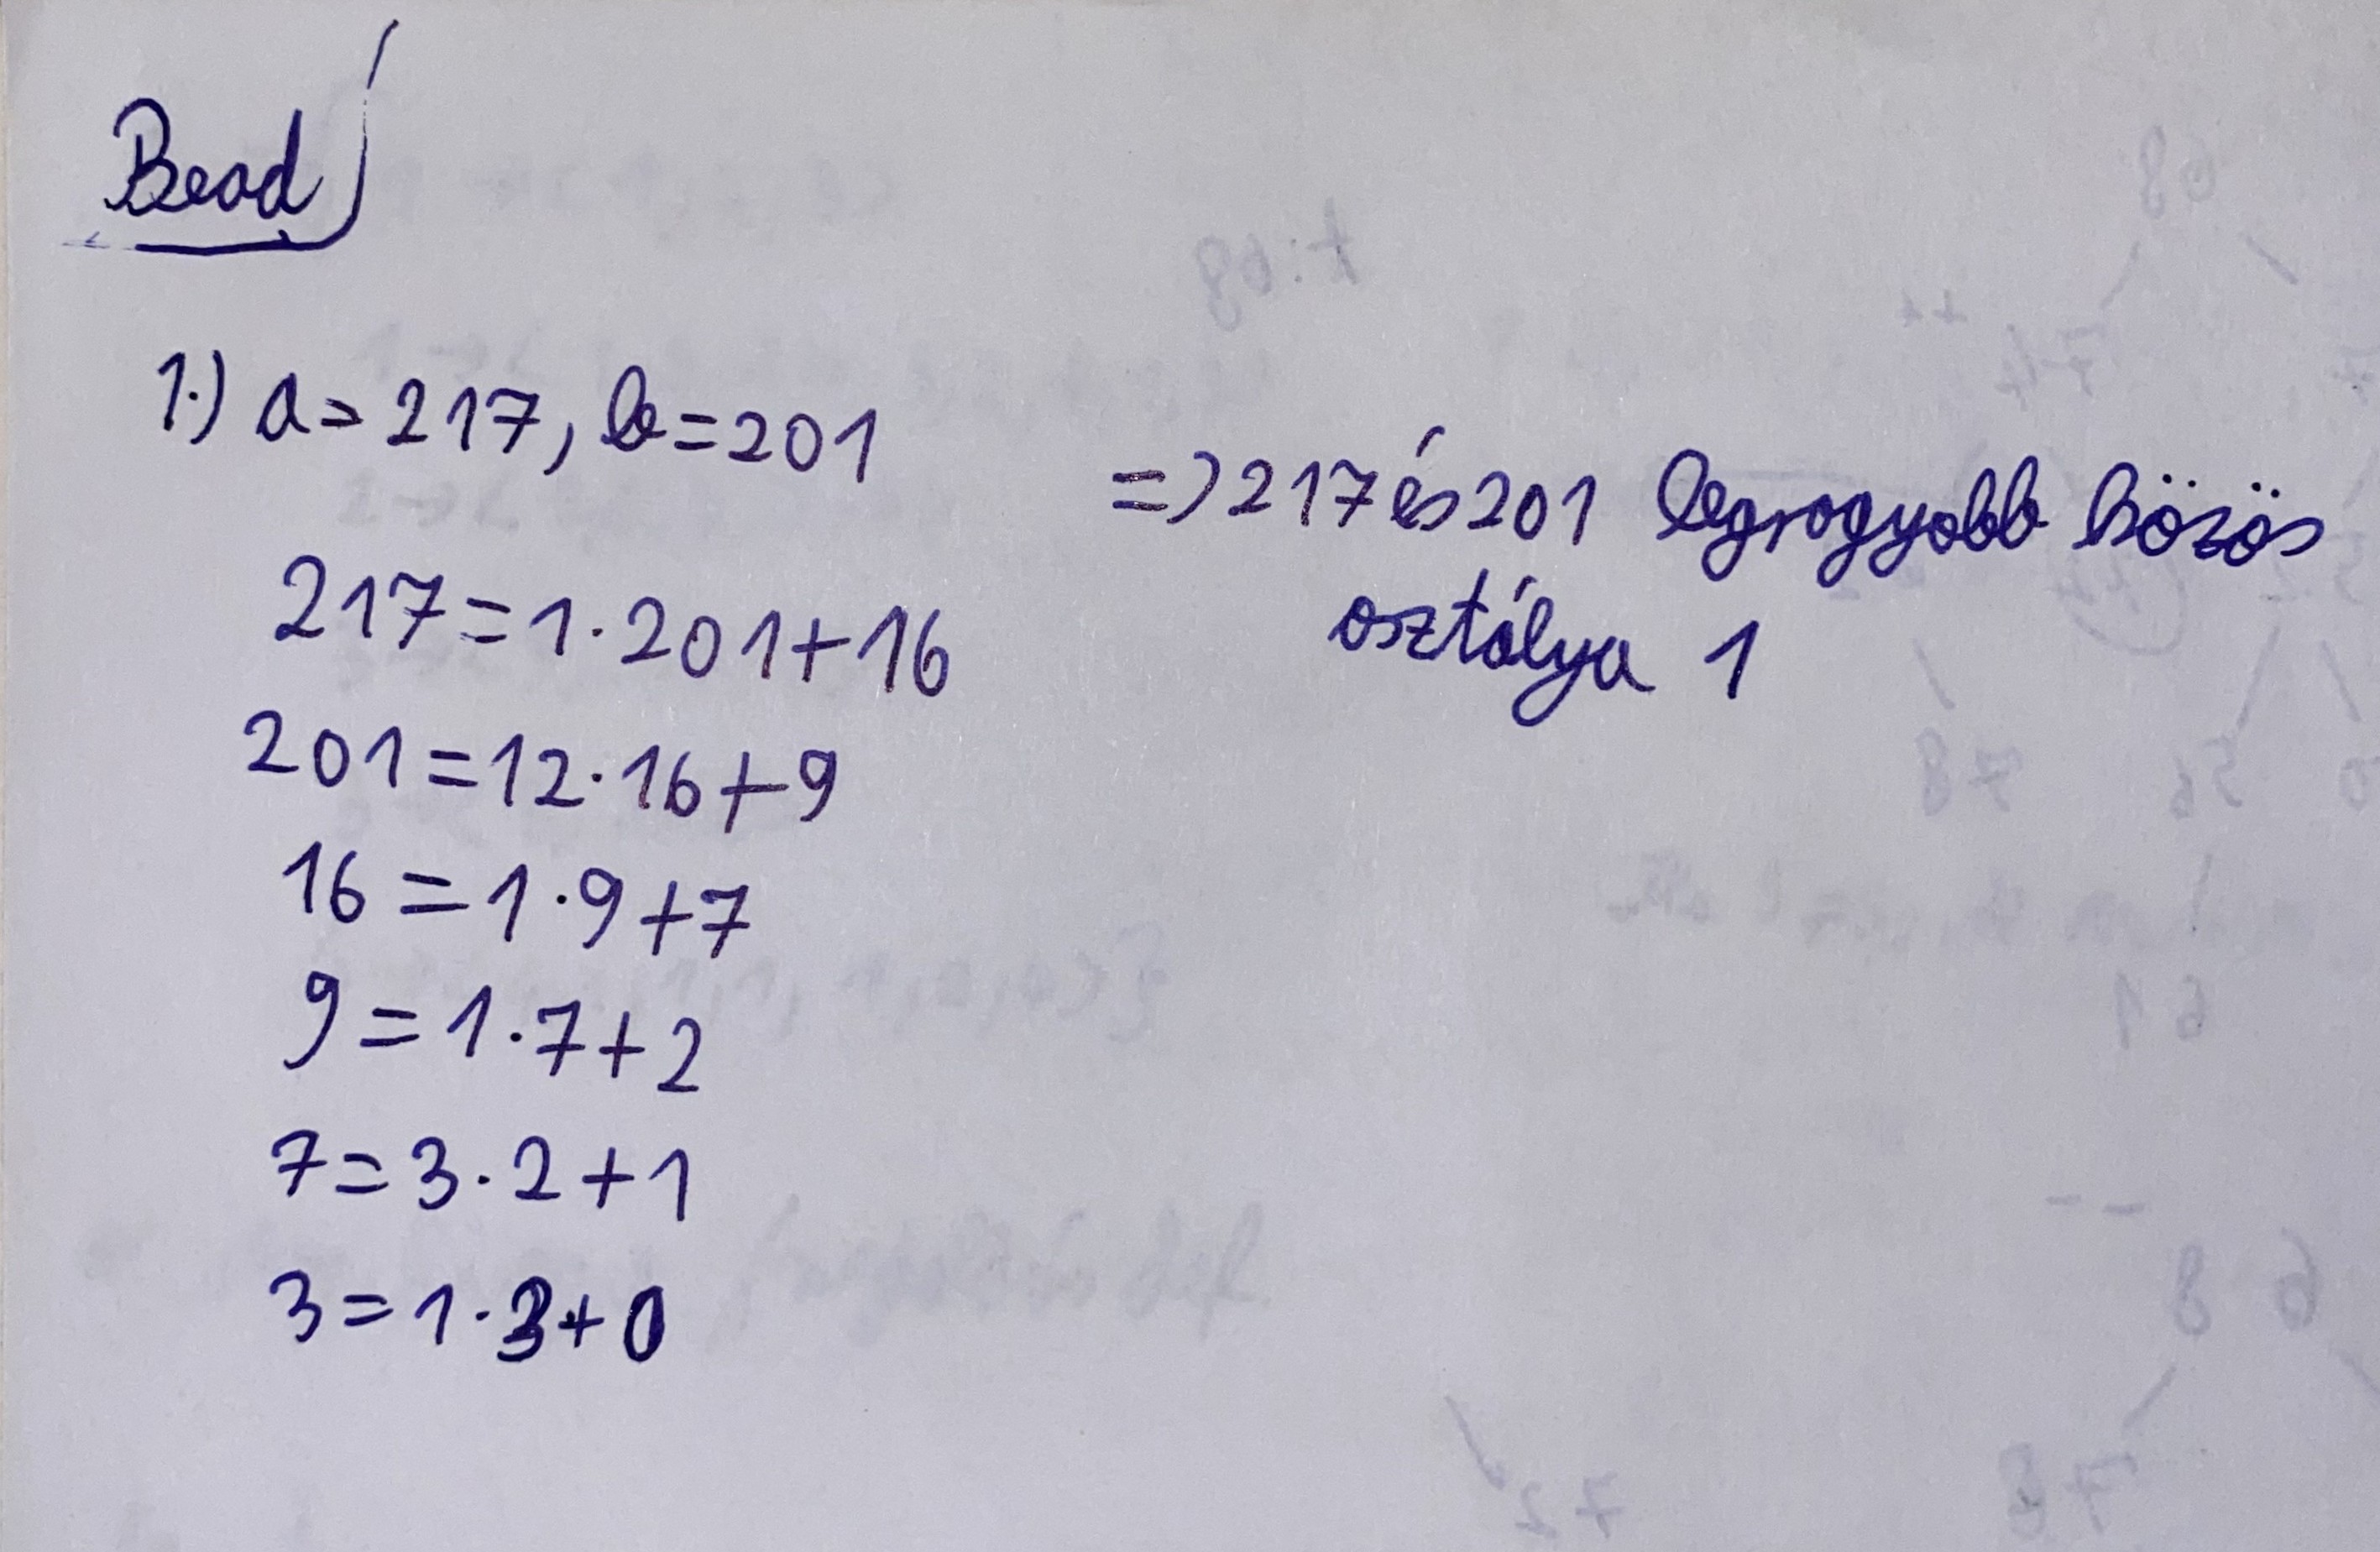 Bead
1.) a = 217, b = 201
217 = 1 · 201 + 16
201 = 12 · 16 + 9
16 = 1 · 9 + 7
9 = 1 · 7 + 2
7 = 3 · 2 + 1
3 = 1 · 3 + 0
=> 217 és 201 legnagyobb közös
osztálya 1